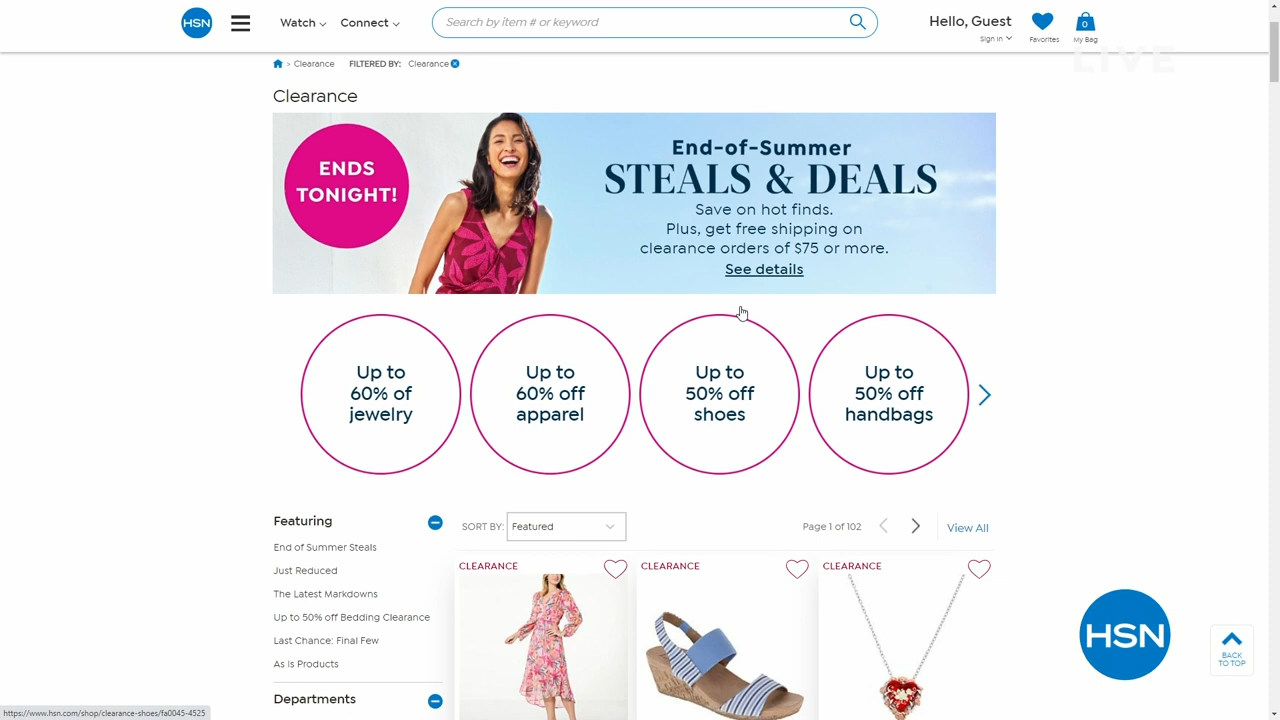 HSN
Watch
Connect
Search by item # or keyword
Hello, Guest
Sign In
Favorites
0
My Bag
LIVE
> Clearance
FILTERED BY: Clearance
Clearance
ENDS
TONIGHT!
End-of-Summer
STEALS & DEALS
Save on hot finds.
Plus, get free shipping on
clearance orders of $75 or more.
See details
Up to
60% of
jewelry
Up to
60% off
apparel
Up to
50% off
shoes
Up to
50% off
handbags
Featuring
End of Summer Steals
Just Reduced
The Latest Markdowns
Up to 50% off Bedding Clearance
Last Chance: Final Few
As Is Products
Departments
SORT BY: Featured
Page 1 of 102
View All
CLEARANCE
CLEARANCE
CLEARANCE
HSN
BACK
TO TOP
https://www.hsn.com/shop/clearance-shoes/fa0045-4525